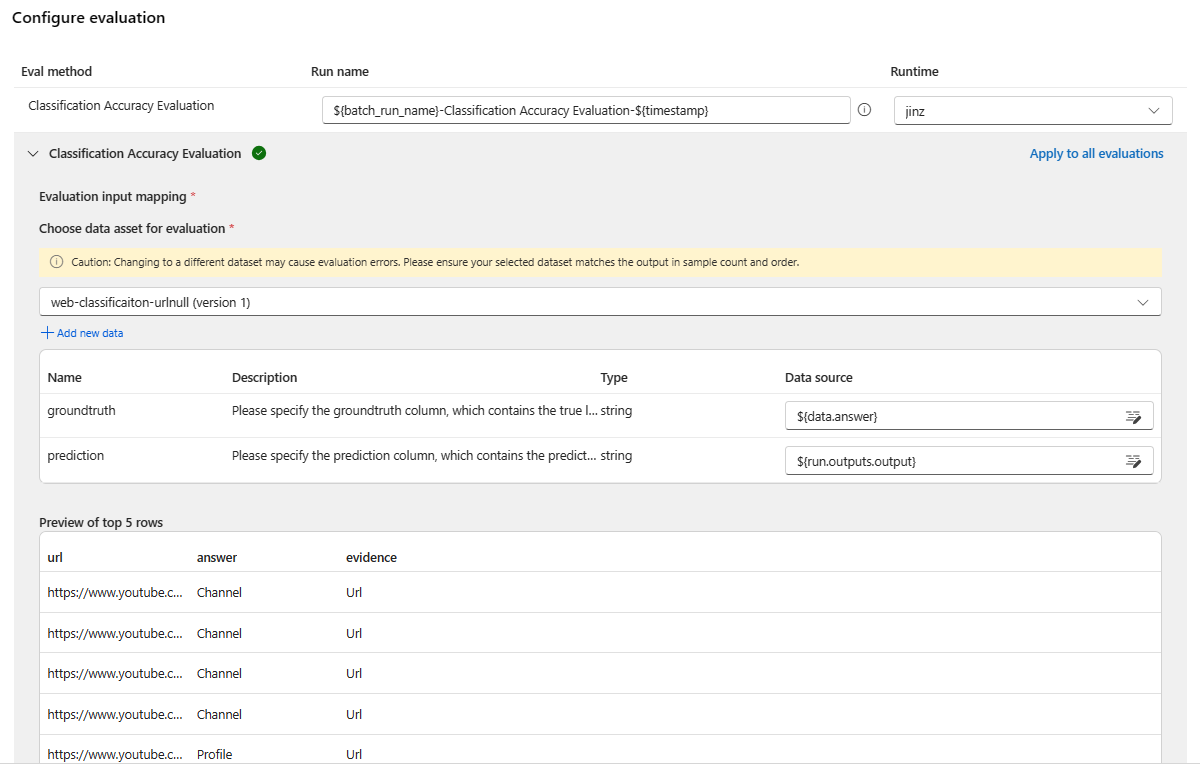 Configure evaluation
Eval method Run name Runtime
Classification Accuracy Evaluation ${batch_run_name}-Classification Accuracy Evaluation-${timestamp} jinz
Classification Accuracy Evaluation Apply to all evaluations
Evaluation input mapping *
Choose data asset for evaluation *
Caution: Changing to a different dataset may cause evaluation errors. Please ensure your selected dataset matches the output in sample count and order.
web-classificaiton-urlnull (version 1)
Add new data
Name Description Type Data source
groundtruth Please specify the groundtruth column, which contains the true l... string ${data.answer}
prediction Please specify the prediction column, which contains the predict... string ${run.outputs.output}
Preview of top 5 rows
url answer evidence
https://www.youtube.c... Channel Url
https://www.youtube.c... Channel Url
https://www.youtube.c... Channel Url
https://www.youtube.c... Channel Url
https://www.youtube.c... Profile Url